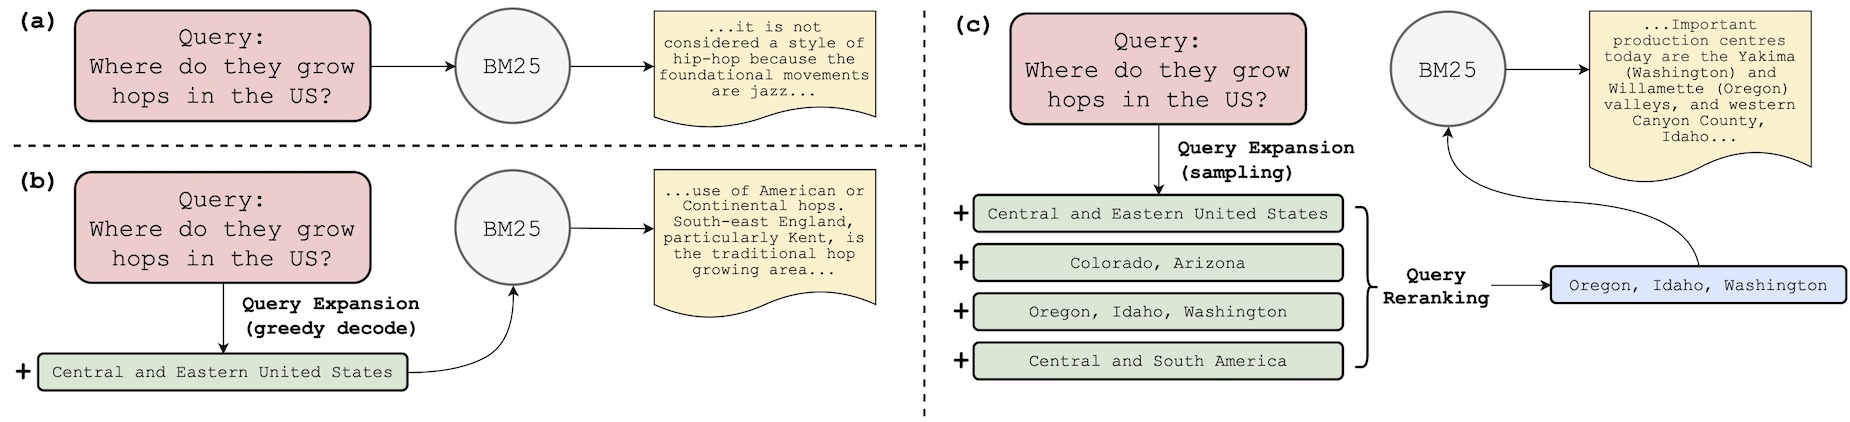 (a)
Query:
Where do they grow
hops in the US?
BM25
...it is not
considered a style of
hip-hop because the
foundational movements
are jazz...
(b)
Query:
Where do they grow
hops in the US?
Query Expansion
(greedy decode)
+ Central and Eastern United States
BM25
...use of American or
Continental hops.
South-east England,
particularly Kent, is
the traditional hop
growing area...
(c)
Query:
Where do they grow
hops in the US?
Query Expansion
(sampling)
+ Central and Eastern United States
+ Colorado, Arizona
+ Oregon, Idaho, Washington
+ Central and South America
Query
Reranking
Oregon, Idaho, Washington
BM25
...Important
production centres
today are the Yakima
(Washington) and
Willamette (Oregon)
valleys, and western
Canyon County,
Idaho...